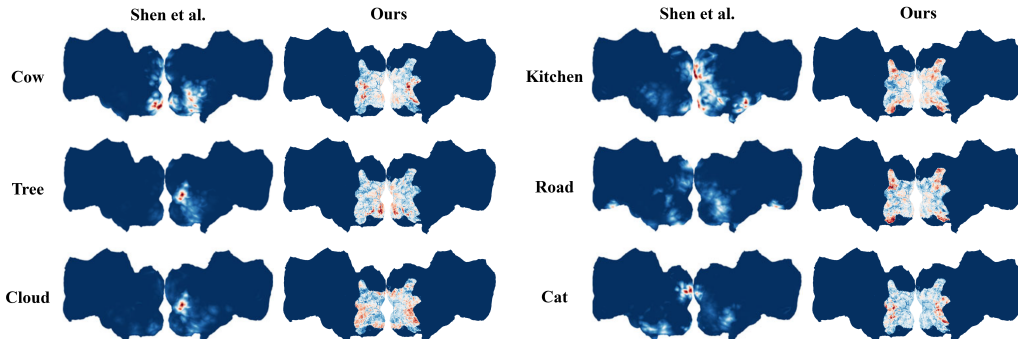 Shen et al. Ours Shen et al. Ours
Cow Kitchen
Tree Road
Cloud Cat